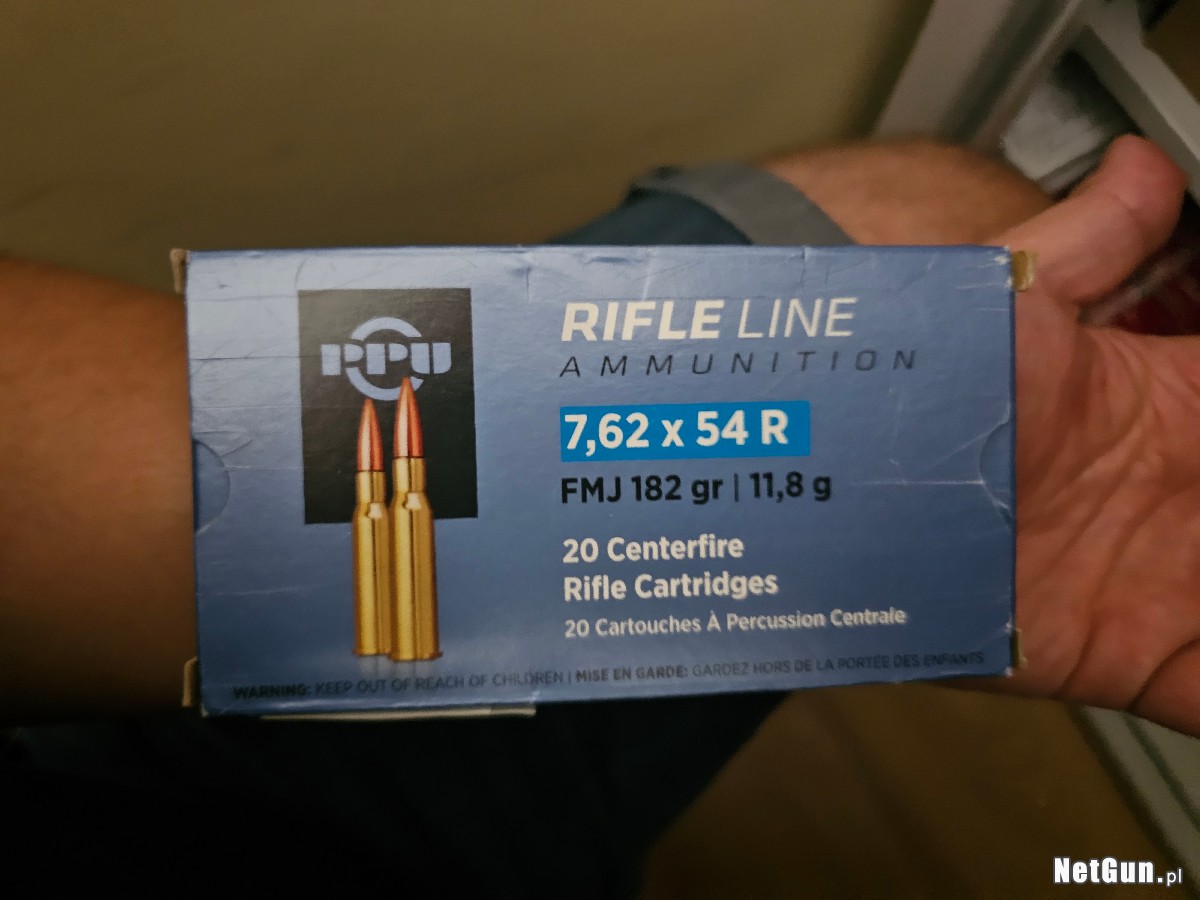 PPU
RIFLE LINE
AMMUNITION
7,62 x 54 R
FMJ 182 gr | 11,8 g
20 Centerfire
Rifle Cartridges
20 Cartouches À Percussion Centrale
WARNING: KEEP OUT OF REACH OF CHILDREN | MISE EN GARDE: GARDEZ HORS DE LA PORTÉE DES ENFANTS
NetGun.pl